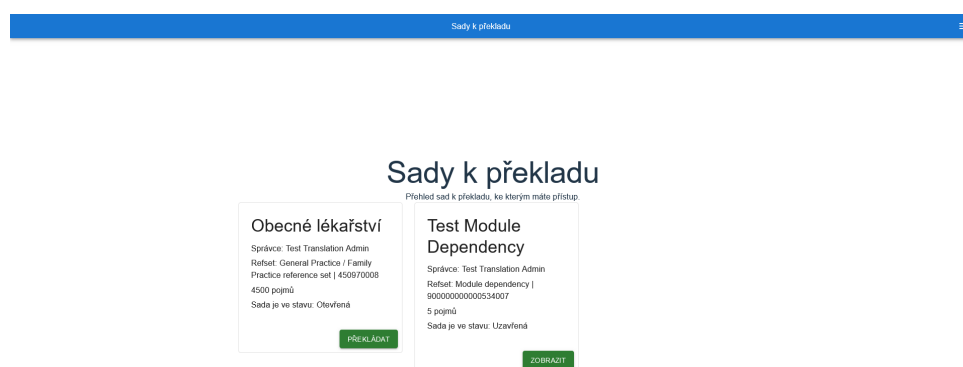 Sady k překladu
Sady k překladu
Přehled sad k překladu, ke kterým máte přístup.
Obecné lékařství
Správce: Test Translation Admin
Refset: General Practice / Family
Practice reference set | 450970008
4500 pojmů
Sada je ve stavu: Otevřená
PŘEKLÁDAT
Test Module
Dependency
Správce: Test Translation Admin
Refset: Module dependency |
900000000000534007
5 pojmů
Sada je ve stavu: Uzavřená
ZOBRAZIT